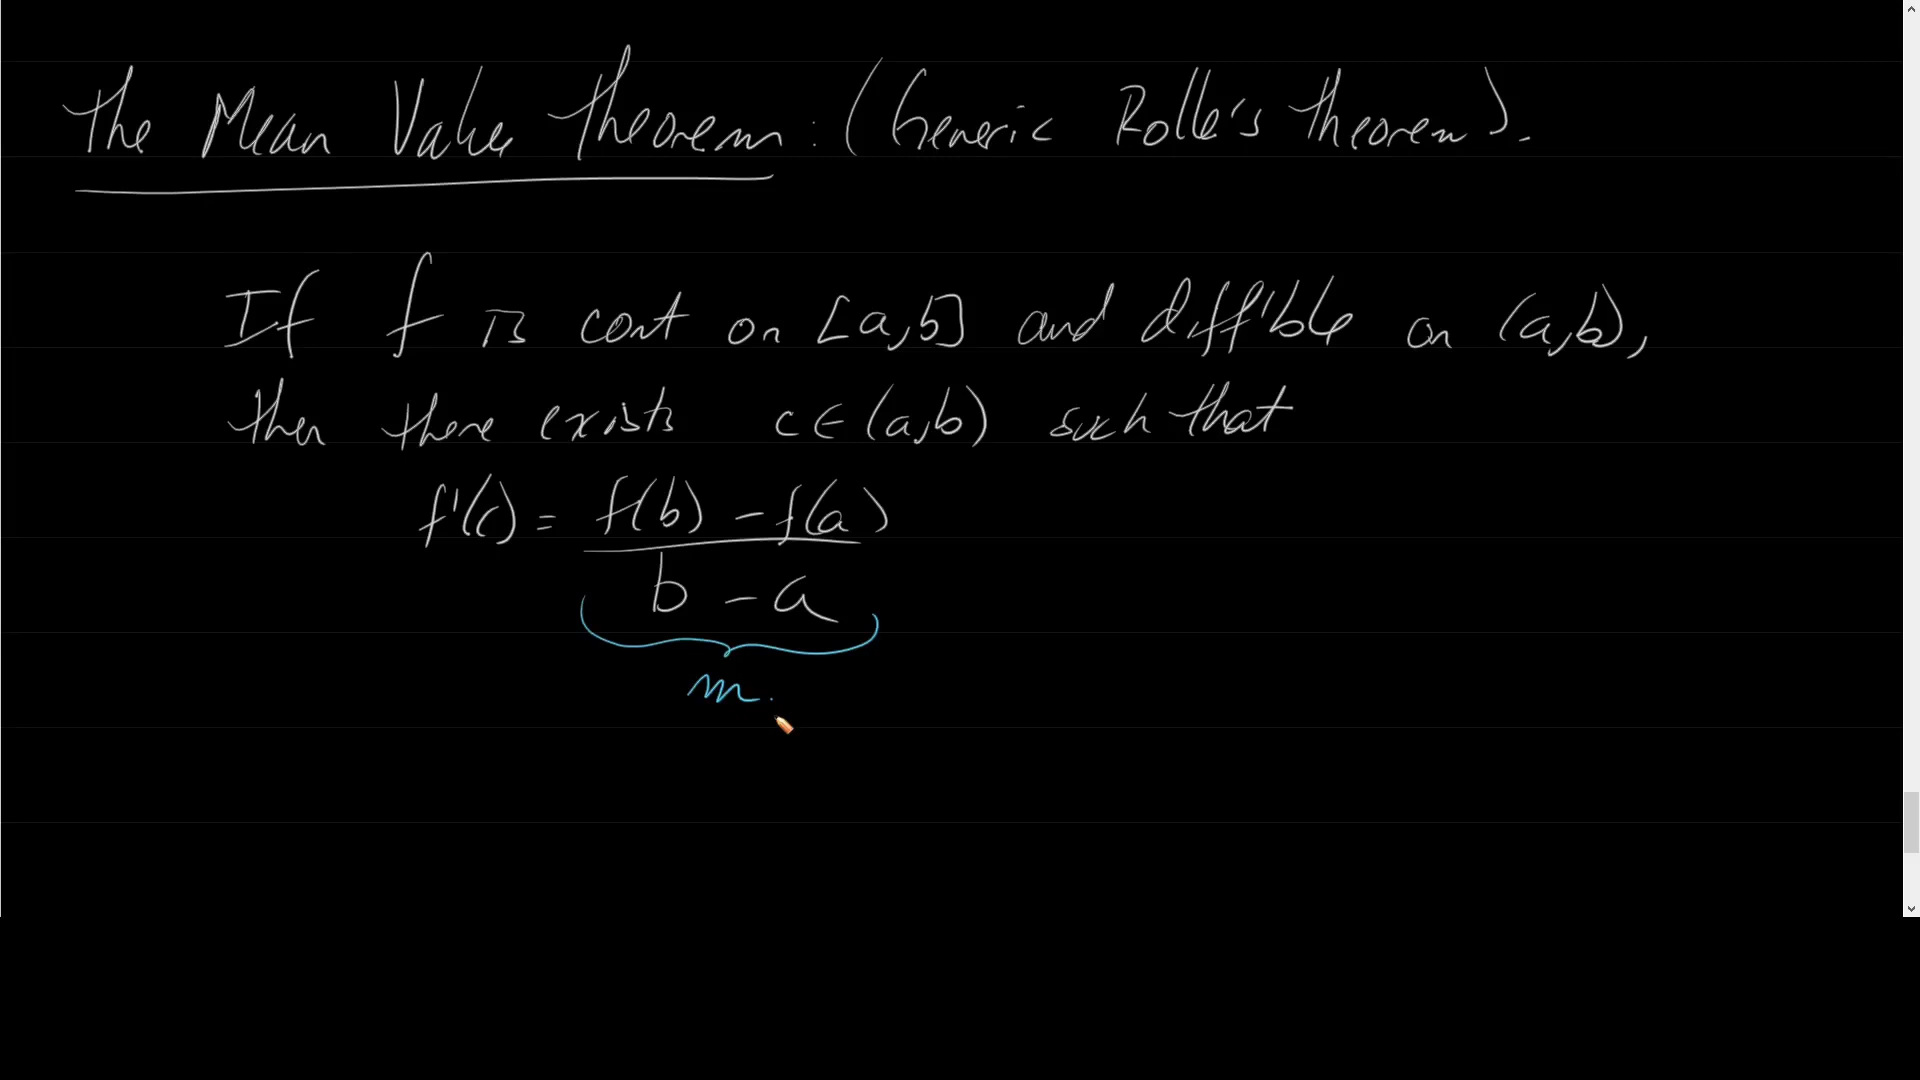 The Mean Value Theorem: (Generic Rolle's Theorem).
If f is cont on [a,b] and diff'ble on (a,b),
then there exists c∈(a,b) such that
f'(c) = f(b) - f(a)
b - a
m.